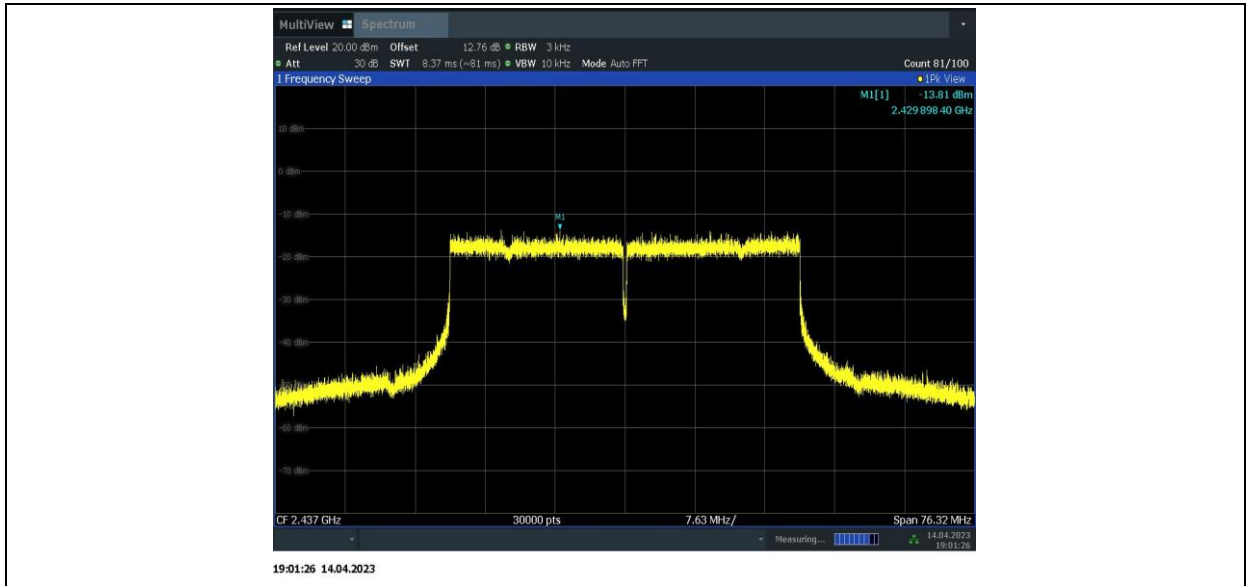 MultiView Spectrum
Ref Level 20.00 dBm Offset 12.76 dB RBW 3 kHz
Att 30 dB SWT 8.37 ms (~81 ms) VBW 10 kHz Mode Auto FFT Count 81/100
1 Frequency Sweep 1Pk View
M1[1] -13.81 dBm
2.429 898 40 GHz
10 dBm
0 dBm
-10 dBm
M1
-20 dBm
-30 dBm
-40 dBm
-60 dBm
-70 dBm
CF 2.437 GHz 30000 pts 7.63 MHz/ Span 76.32 MHz
Measuring... 14.04.2023
19:01:26
19:01:26 14.04.2023